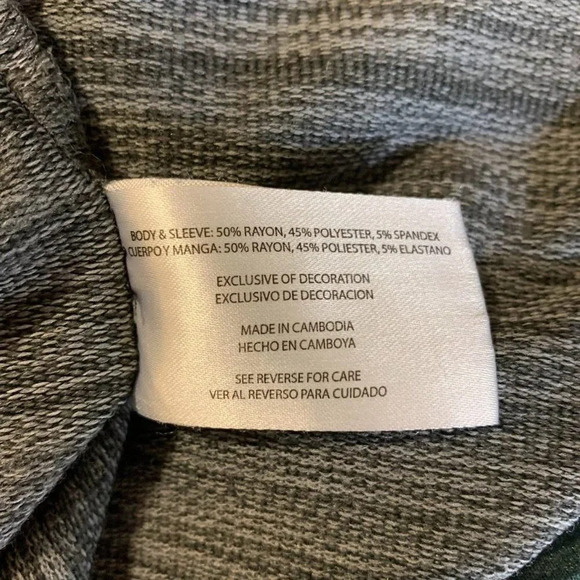 BODY & SLEEVE: 50% RAYON, 45% POLYESTER, 5% SPANDEX
CUERPO Y MANGA: 50% RAYON, 45% POLIESTER, 5% ELASTANO
EXCLUSIVE OF DECORATION
EXCLUSIVO DE DECORACION
MADE IN CAMBODIA
HECHO EN CAMBOYA
SEE REVERSE FOR CARE
VER AL REVERSO PARA CUIDADO